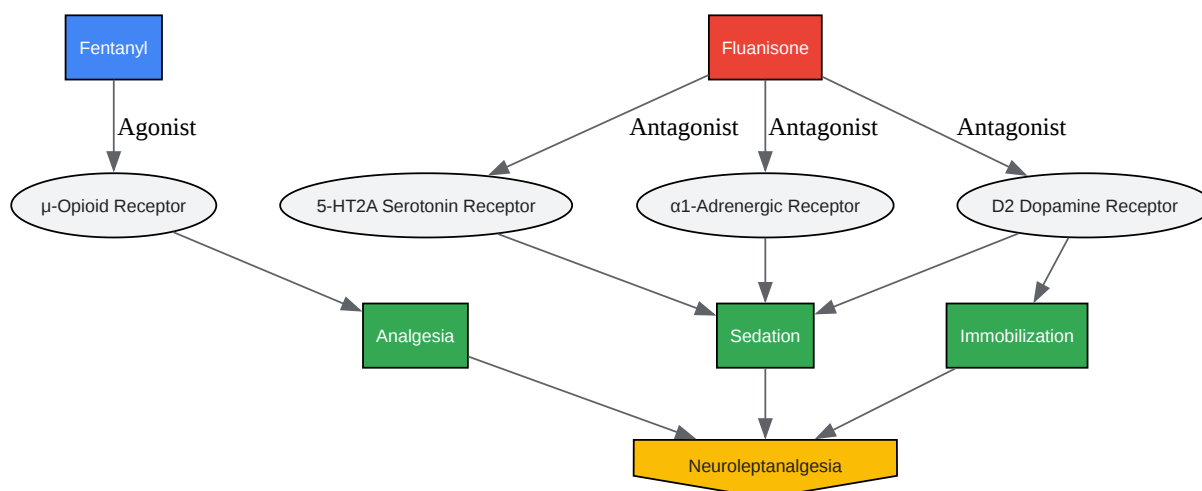 Fentanyl
Fluanisone
Agonist
Antagonist
Antagonist
Antagonist
μ-Opioid Receptor
5-HT2A Serotonin Receptor
α1-Adrenergic Receptor
D2 Dopamine Receptor
Analgesia
Sedation
Immobilization
Neuroleptanalgesia